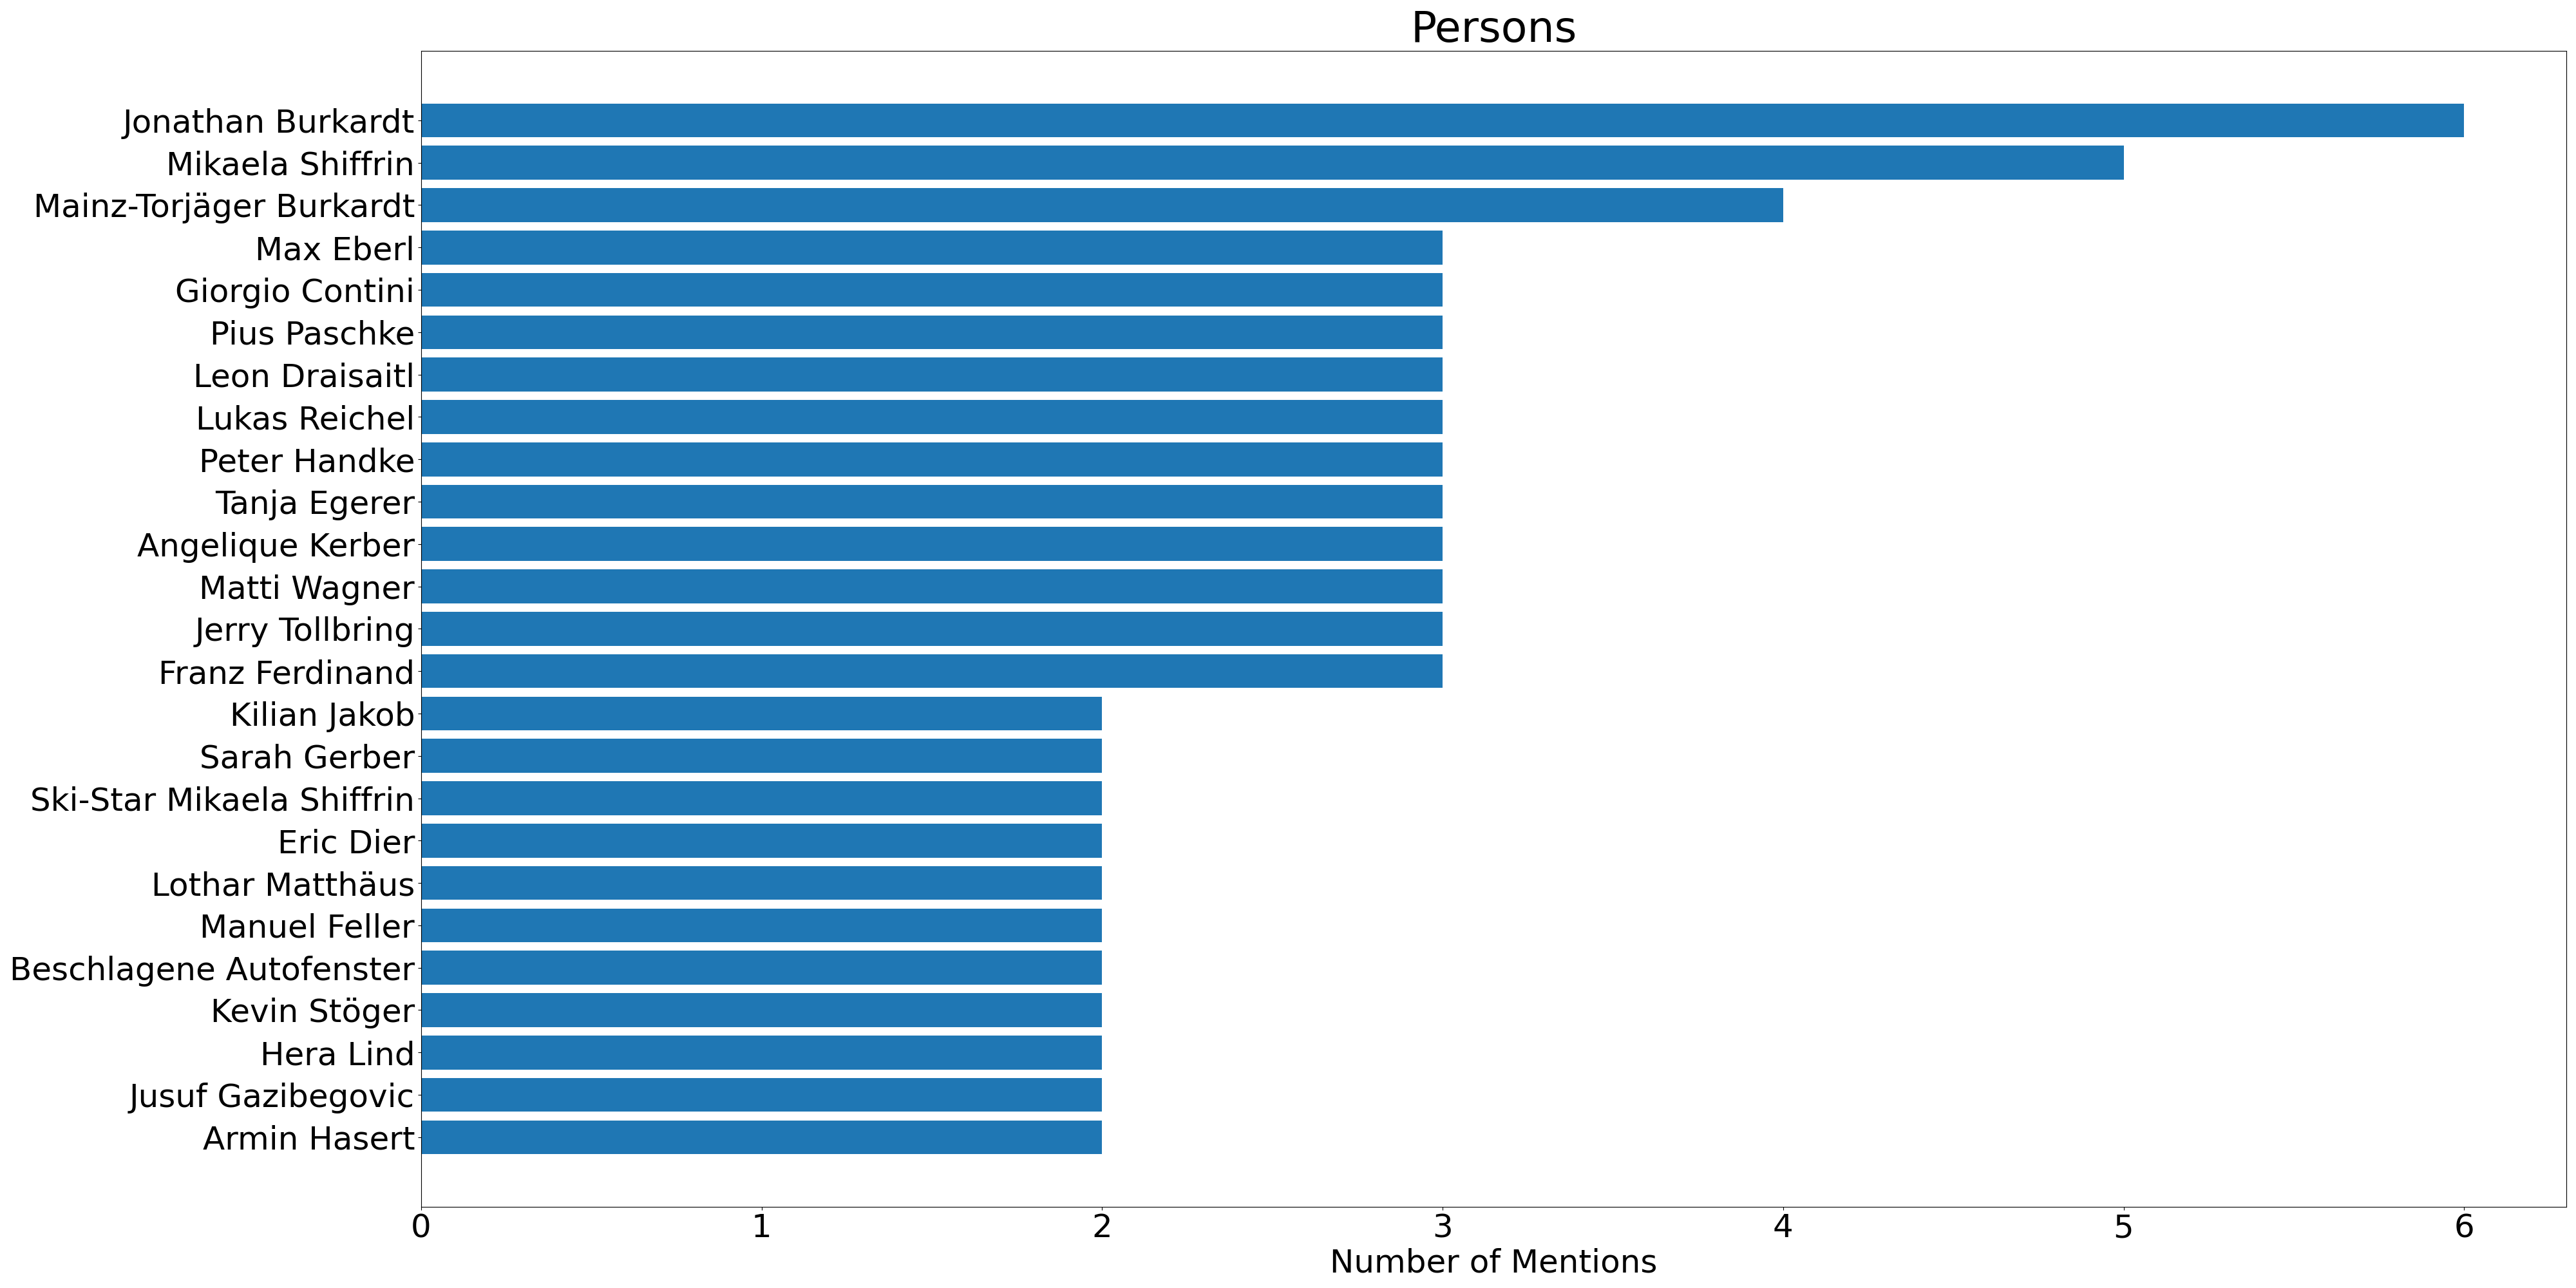 Persons
Jonathan Burkardt
Mikaela Shiffrin
Mainz-Torjäger Burkardt
Max Eberl
Giorgio Contini
Pius Paschke
Leon Draisaitl
Lukas Reichel
Peter Handke
Tanja Egerer
Angelique Kerber
Matti Wagner
Jerry Tollbring
Franz Ferdinand
Kilian Jakob
Sarah Gerber
Ski-Star Mikaela Shiffrin
Eric Dier
Lothar Matthäus
Manuel Feller
Beschlagene Autofenster
Kevin Stöger
Hera Lind
Jusuf Gazibegovic
Armin Hasert
0 1 2 3 4 5 6
Number of Mentions